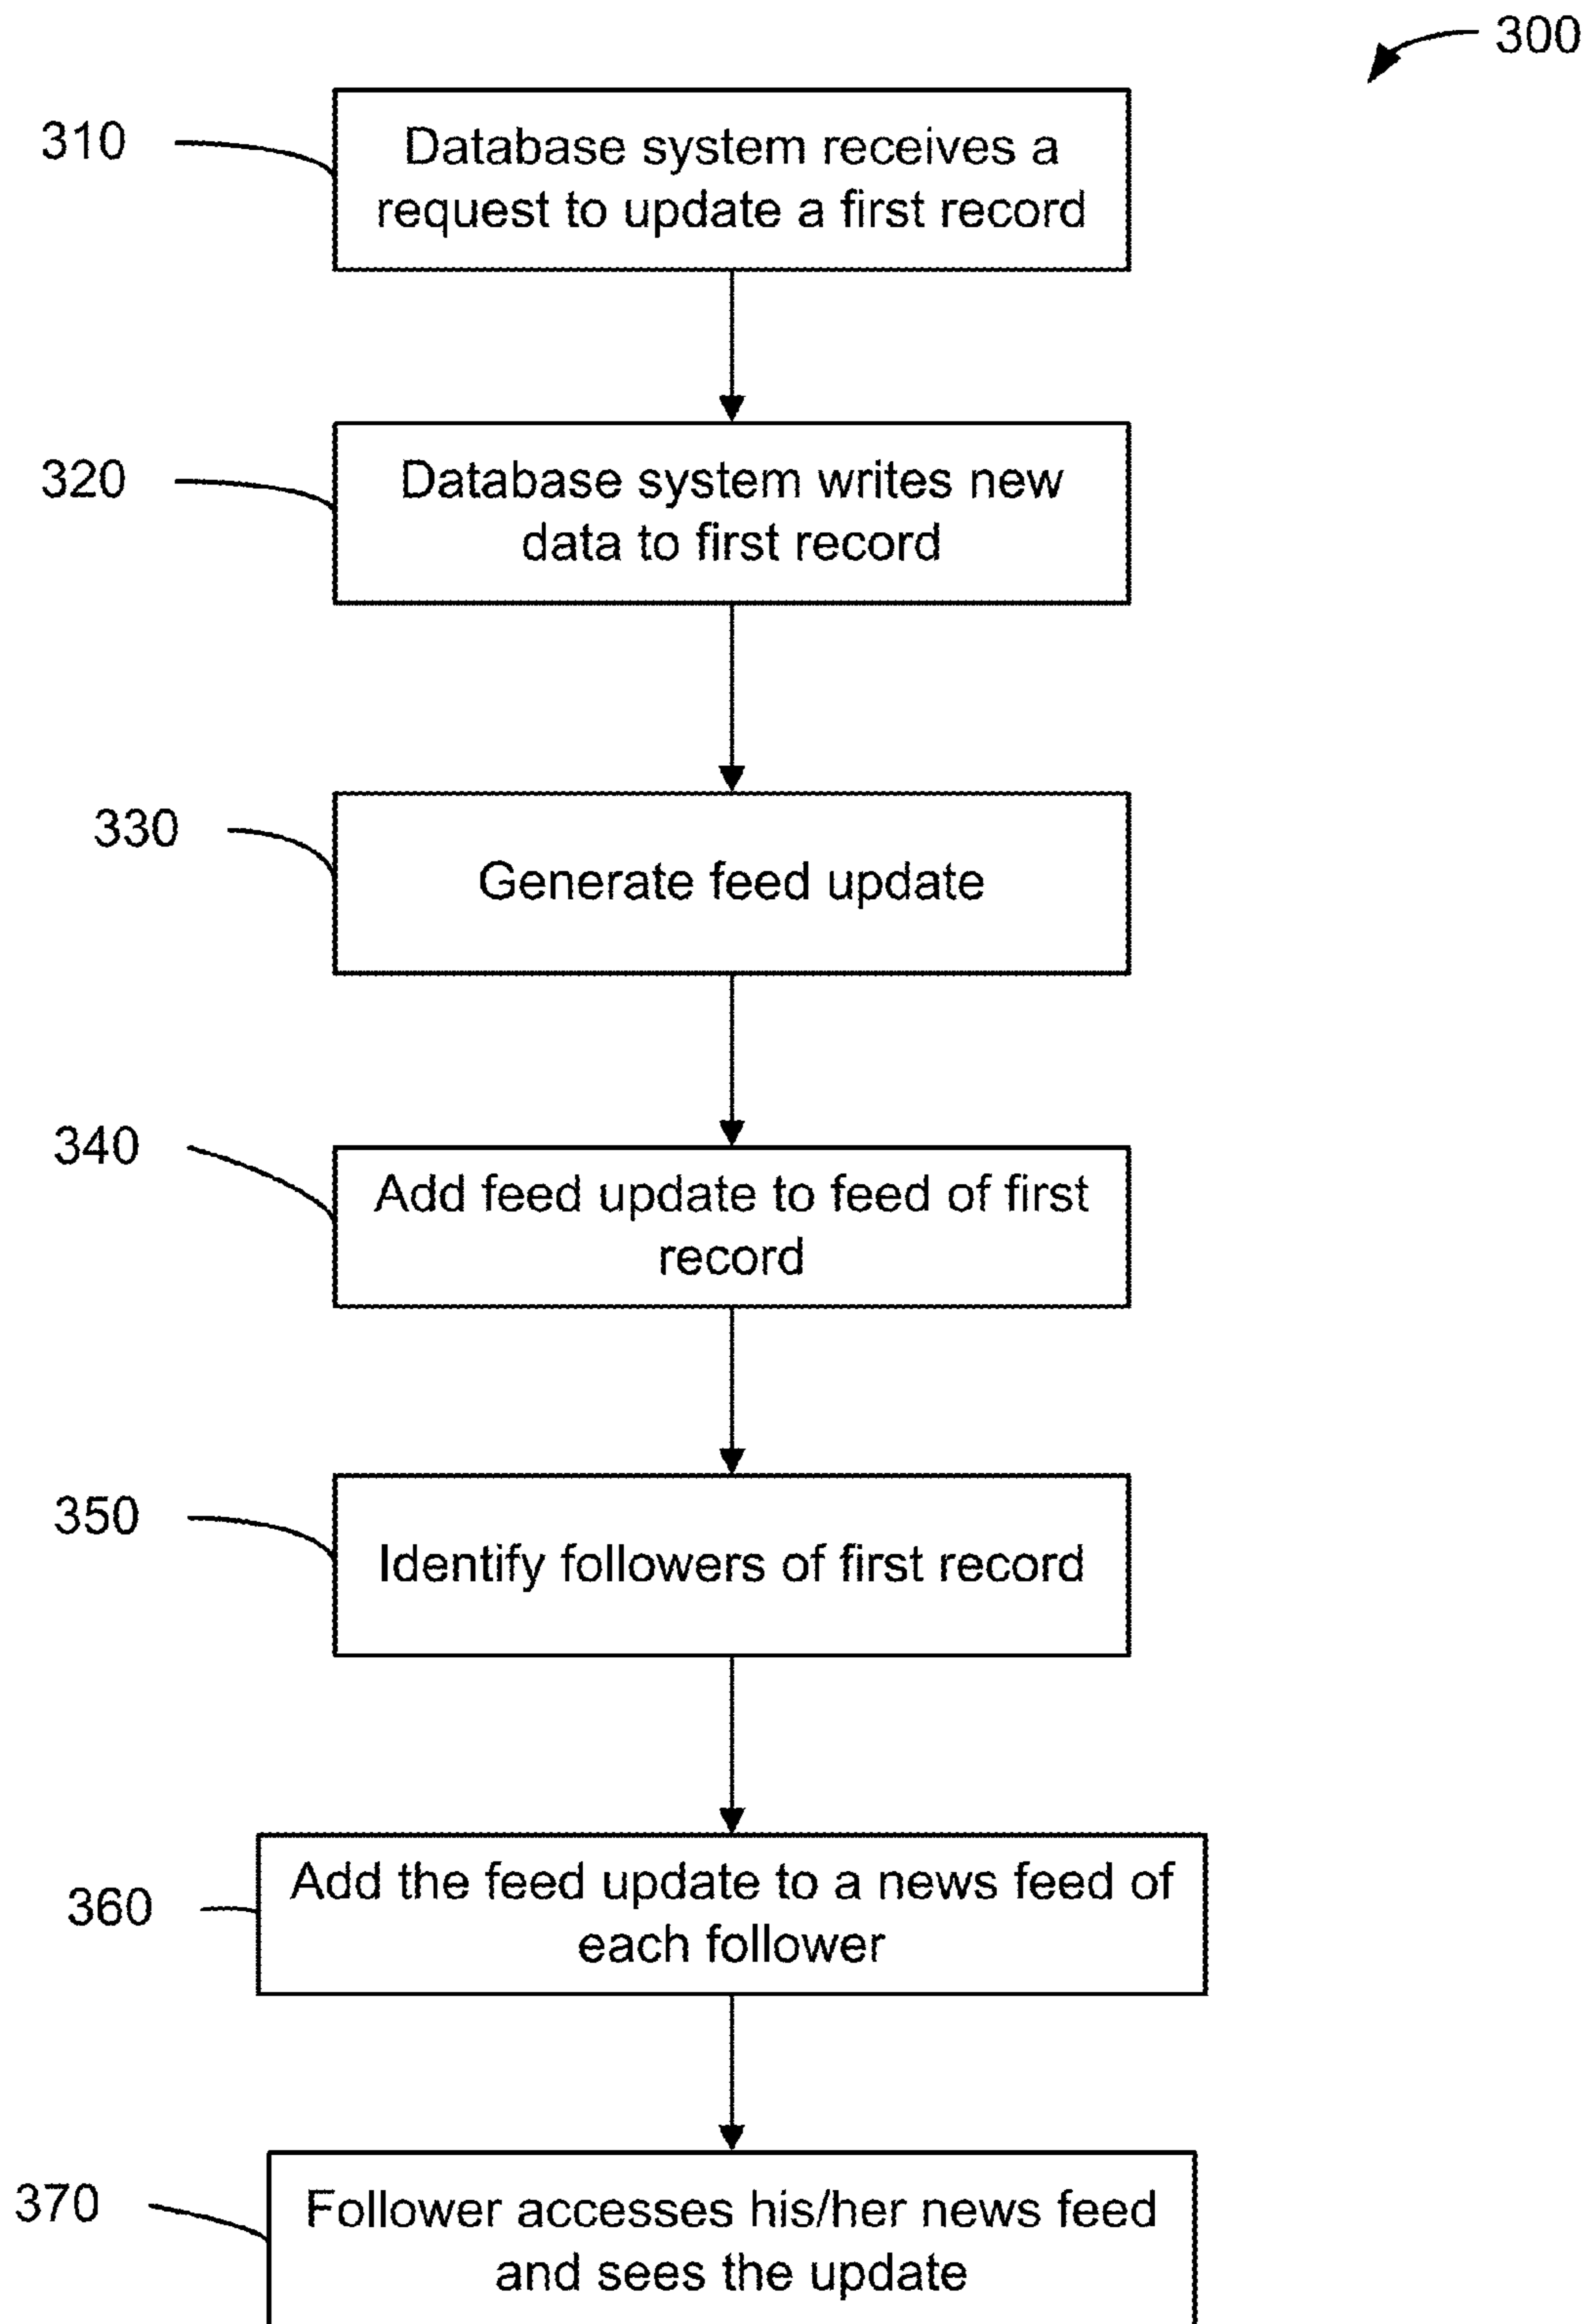 300
310
Database system receives a
request to update a first record
320
Database system writes new
data to first record
330
Generate feed update
340
Add feed update to feed of first
record
350
Identify followers of first record
360
Add the feed update to a news feed of
each follower
370
Follower accesses his/her news feed
and sees the update